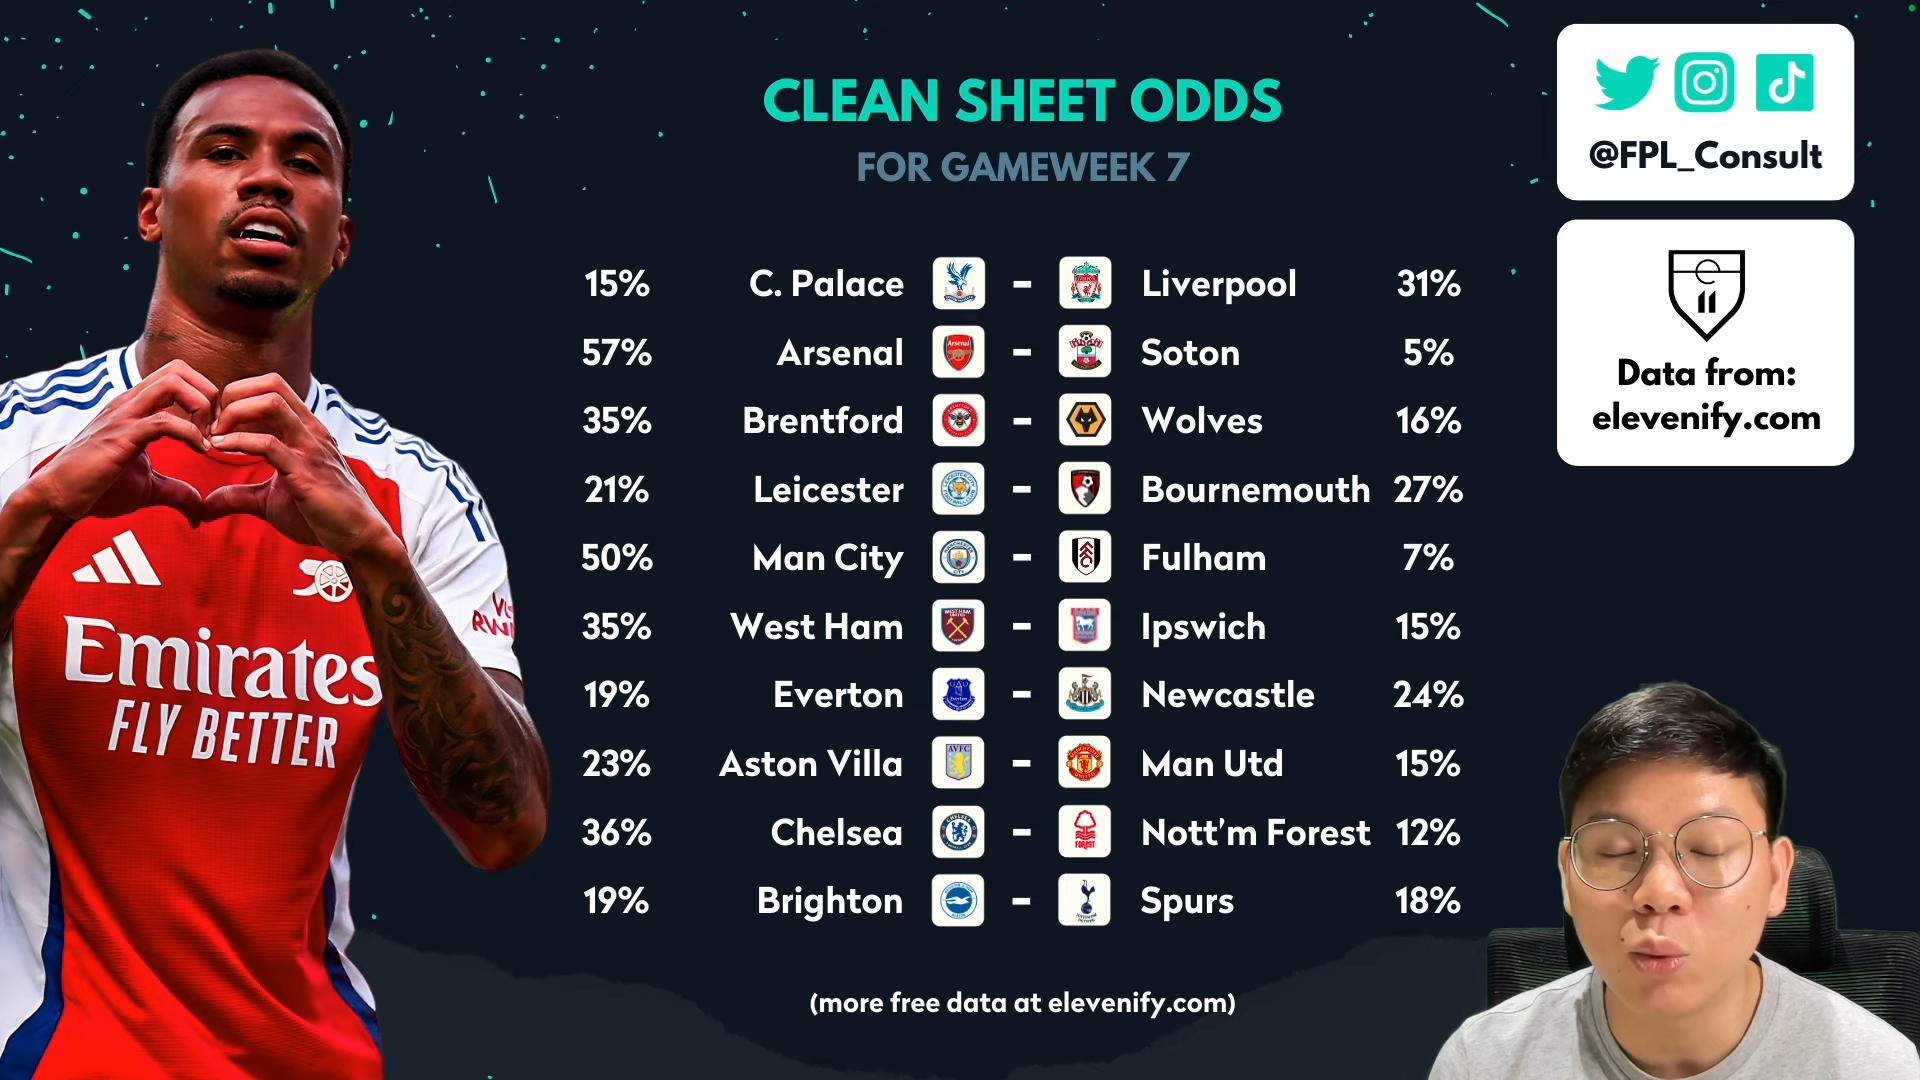 CLEAN SHEET ODDS
FOR GAMEWEEK 7
@FPL_Consult
Data from:
elevenify.com
15% C. Palace - Liverpool 31%
57% Arsenal - Soton 5%
35% Brentford - Wolves 16%
21% Leicester - Bournemouth 27%
50% Man City - Fulham 7%
35% West Ham - Ipswich 15%
19% Everton - Newcastle 24%
23% Aston Villa - Man Utd 15%
36% Chelsea - Nott'm Forest 12%
19% Brighton - Spurs 18%
(more free data at elevenify.com)
Emirates
FLY BETTER
Arsenal
AVFC
FOREST